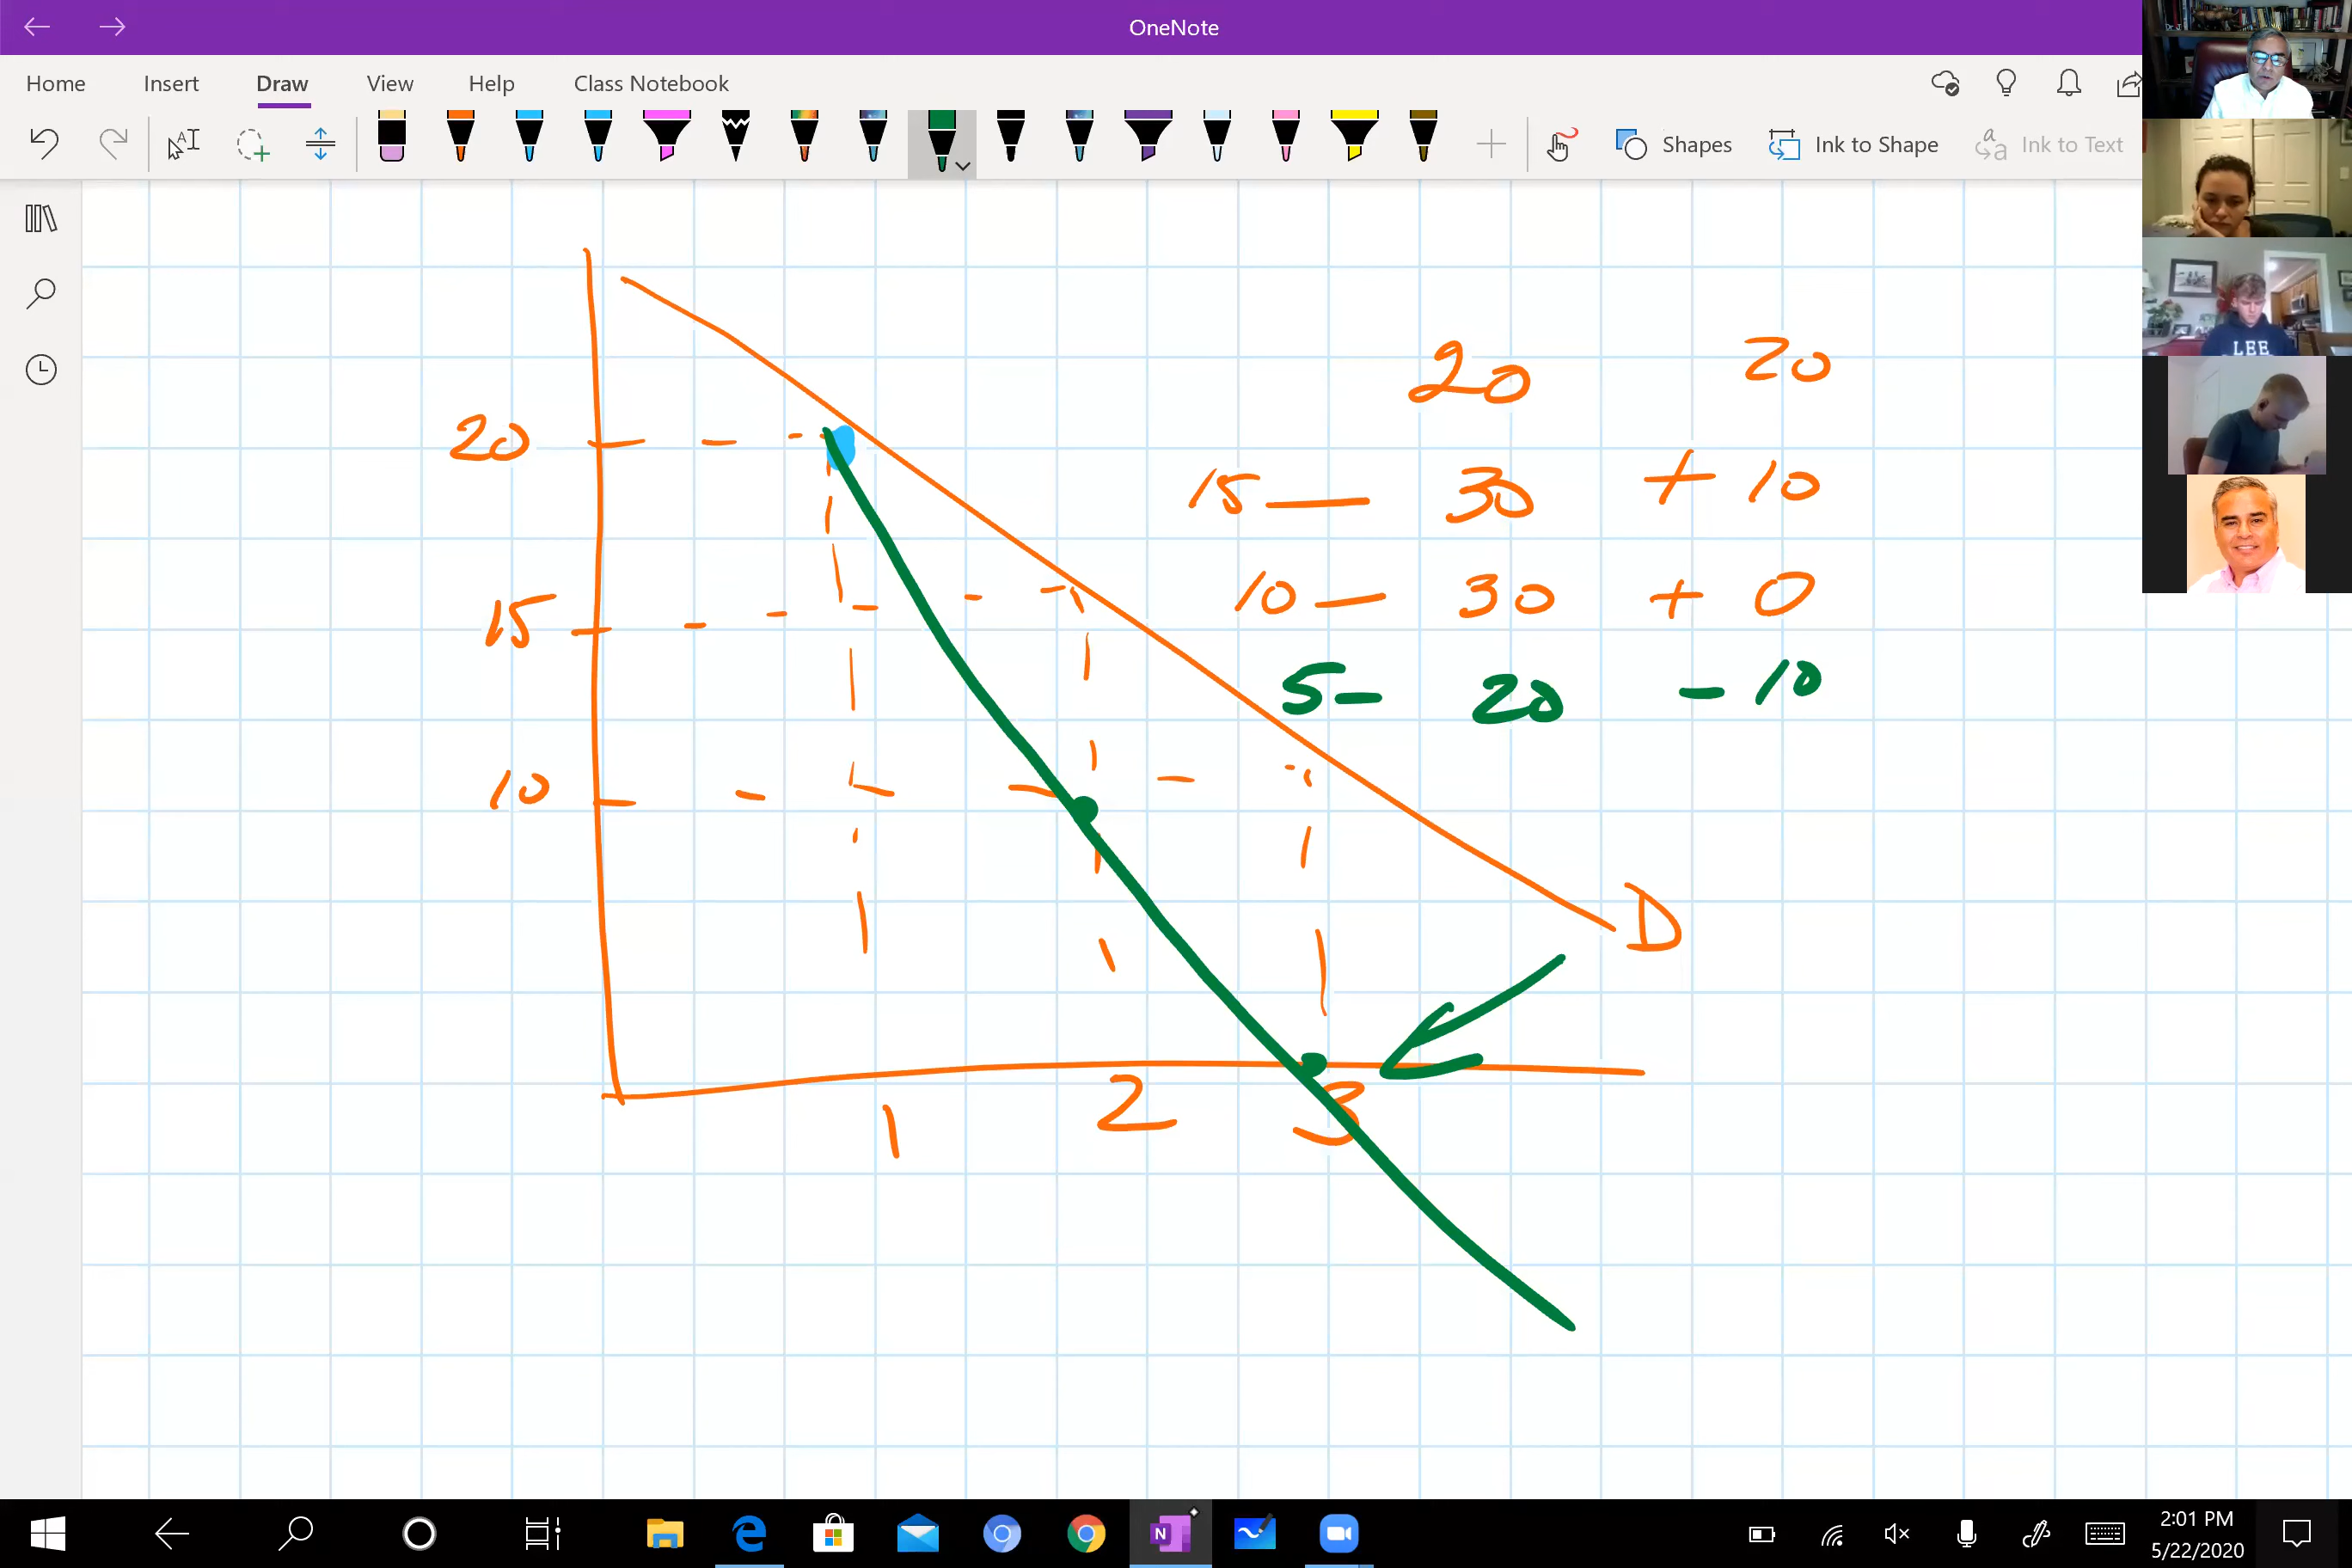 OneNote
Home Insert Draw View Help Class Notebook
Shapes Ink to Shape Ink to Text
20 20
20
15 — 30 + 10
15
10 — 30 + 0
5 - 20 - 10
10
D
1 2 3
LEE
2:01 PM
5/22/2020